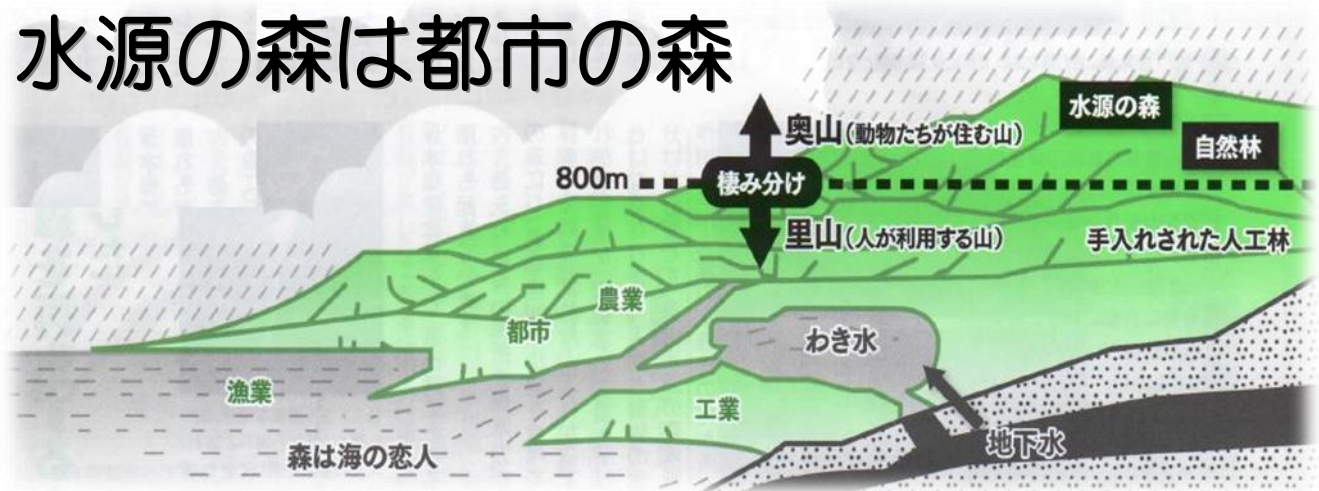 水源の森は都市の森
水源の森
奥山（動物たちが住む山）
自然林
800m
棲み分け
里山（人が利用する山）
手入れされた人工林
農業
都市
わき水
漁業
工業
地下水
森は海の恋人